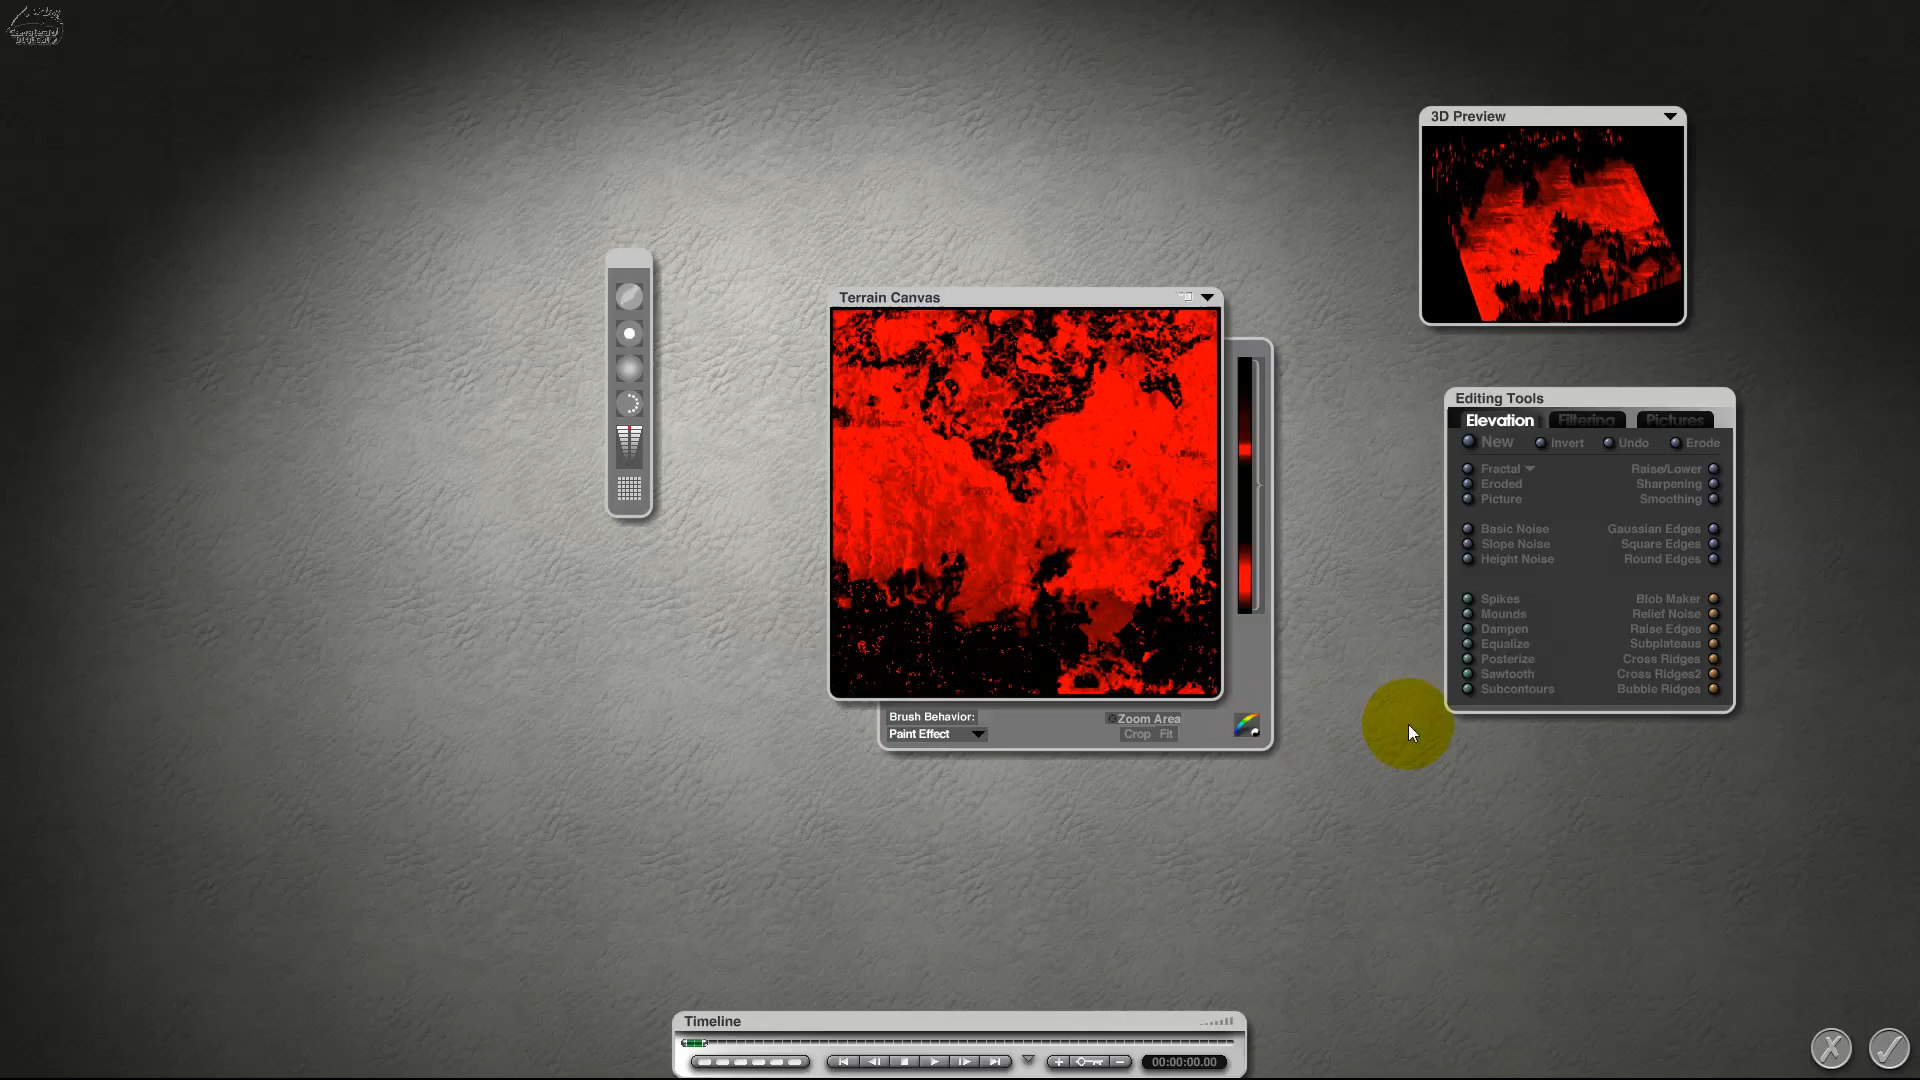 3D Preview
Terrain Canvas
Editing Tools
Elevation Filtering Pictures
New Invert Undo Erode
Fractal Raise/Lower
Eroded Sharpening
Picture Smoothing
Basic Noise Gaussian Edges
Slope Noise Square Edges
Height Noise Round Edges
Spikes Blob Maker
Mounds Relief Noise
Dampen Raise Edges
Equalize Subplateaus
Posterize Cross Ridges
Sawtooth Cross Ridges2
Subcontours Bubble Ridges
Brush Behavior:
Paint Effect
Zoom Area
Crop Fit
Timeline
00:00:00.00